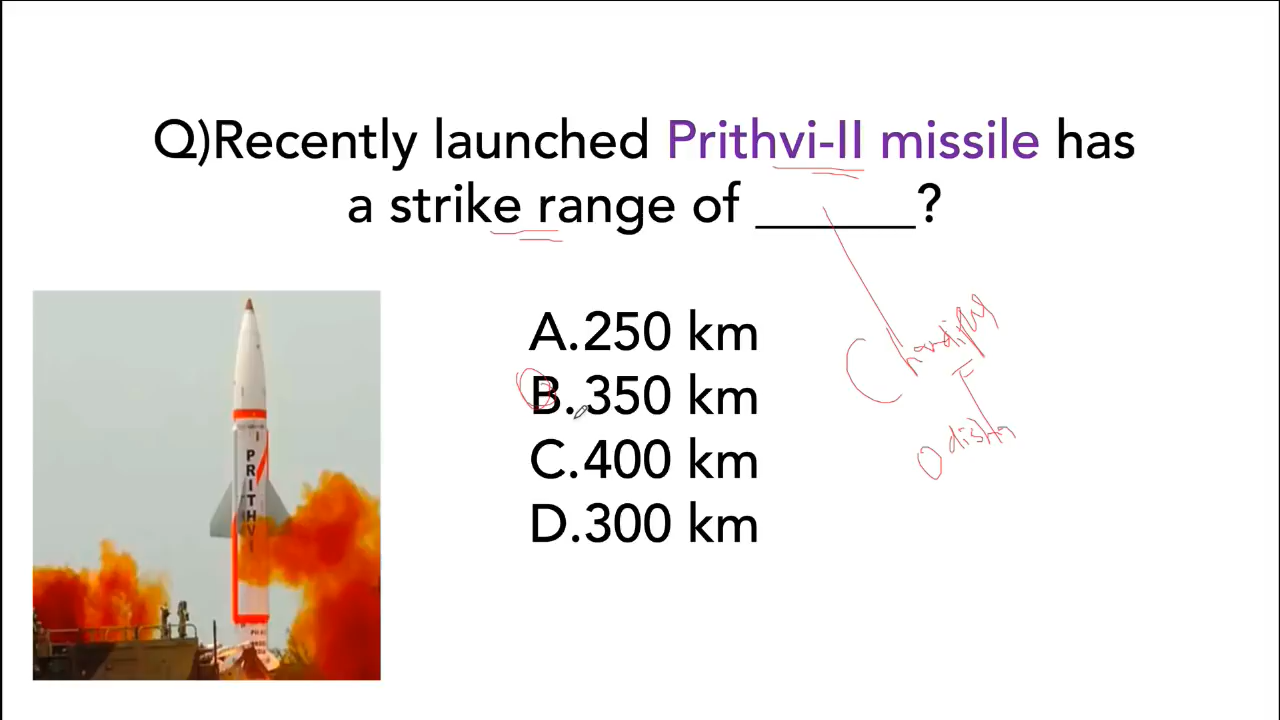 Q)Recently launched Prithvi-II missile has
a strike range of ______?
A.250 km
B.350 km
C.400 km
D.300 km
Chandipur
Odisha
PRITHVI